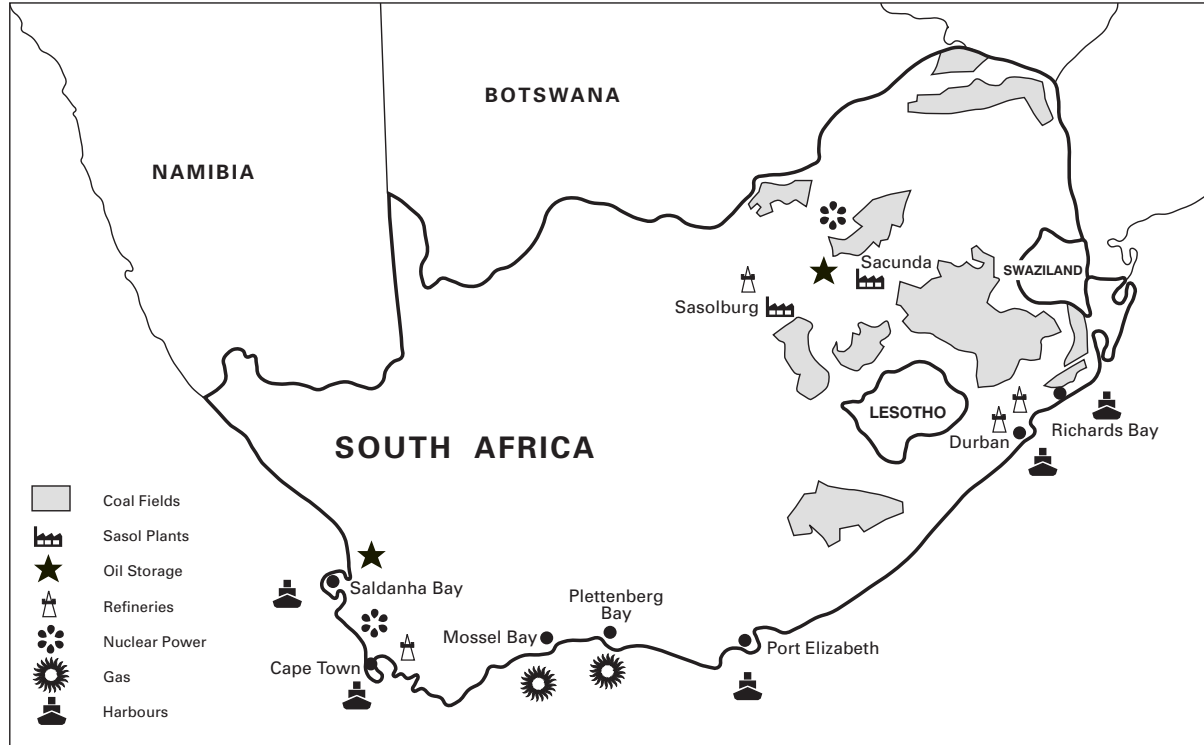 BOTSWANA
NAMIBIA
Sacunda
SWAZILAND
Sasolburg
LESOTHO
SOUTH AFRICA
Richards Bay
Durban
Coal Fields
Sasol Plants
Oil Storage
Refineries
Nuclear Power
Gas
Harbours
Saldanha Bay
Plettenberg
Bay
Mossel Bay
Port Elizabeth
Cape Town